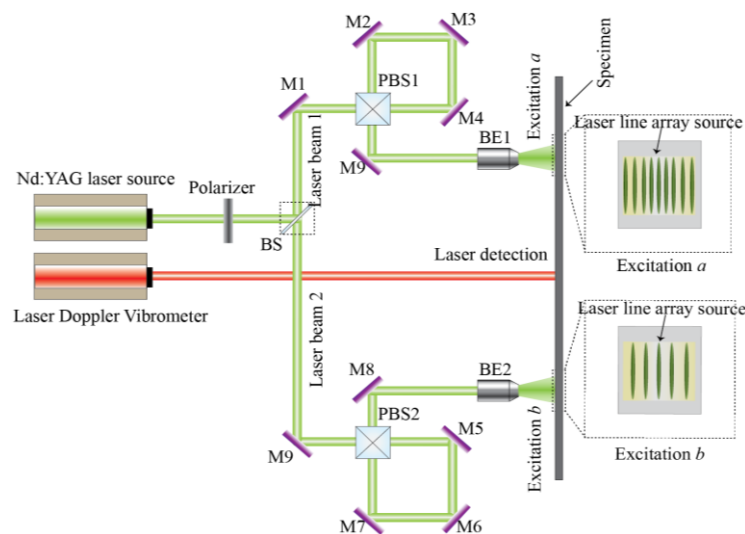 M2
M3
M1
PBS1
M4
Excitation a
Specimen
Laser beam 1
M9
BE1
Laser line array source
Nd:YAG laser source
Polarizer
BS
Excitation a
Laser detection
Laser Doppler Vibrometer
Laser beam 2
Laser line array source
M8
BE2
PBS2
M5
M9
Excitation b
Excitation b
M7
M6